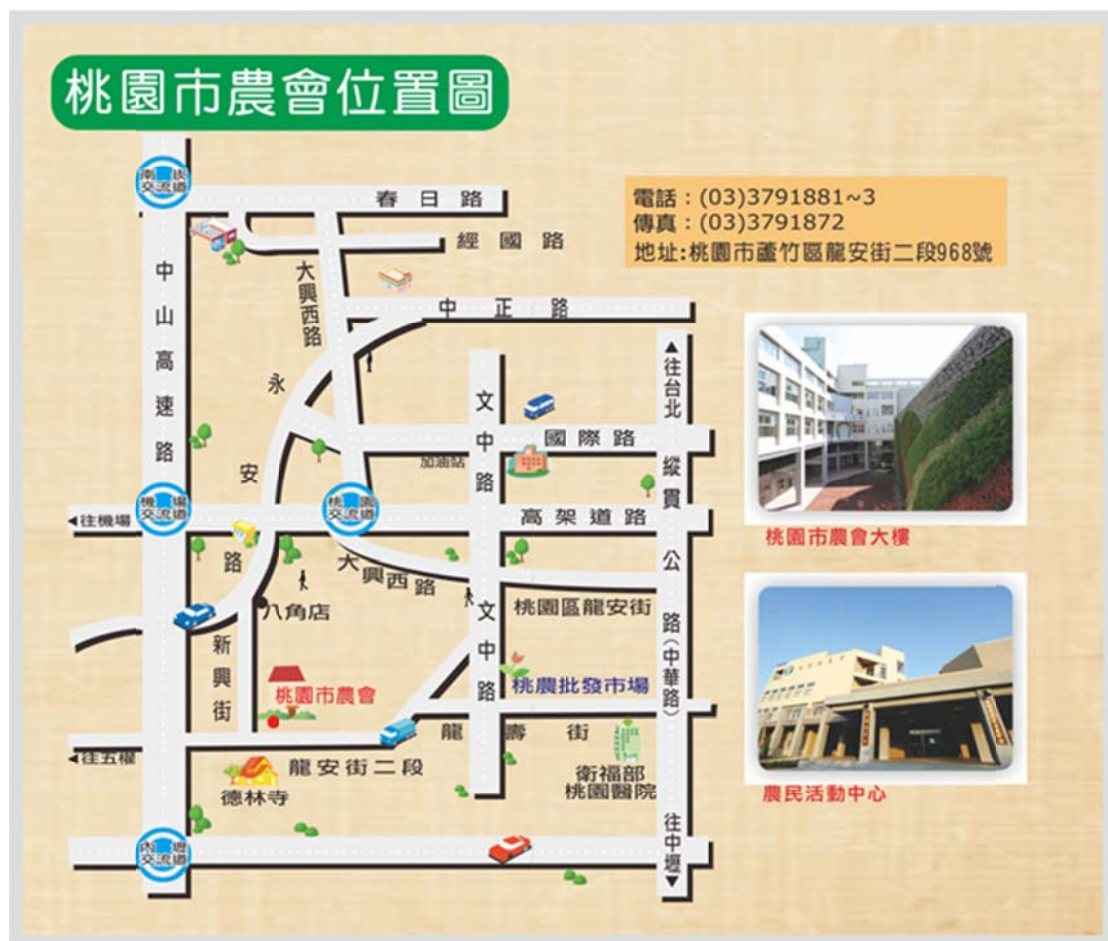 桃園市農會位置圖
電話：(03)3791881~3
傳真：(03)3791872
地址:桃園市蘆竹區龍安街二段968號
南崁
交流道
春日路
經國路
大興西路
中正路
中山高速路
永安路
▲往台北
文中路
國際路
加油站
縱貫公路(中華路)
機場
交流道
桃園
交流道
◀往機場
高架道路
大興西路
桃園區龍安街
八角店
文中路
新興街
桃園市農會
桃農批發市場
龍壽街
◀往五權
龍安街二段
德林寺
衛福部
桃園醫院
內壢
交流道
往中壢▼
桃園市農會大樓
農民活動中心